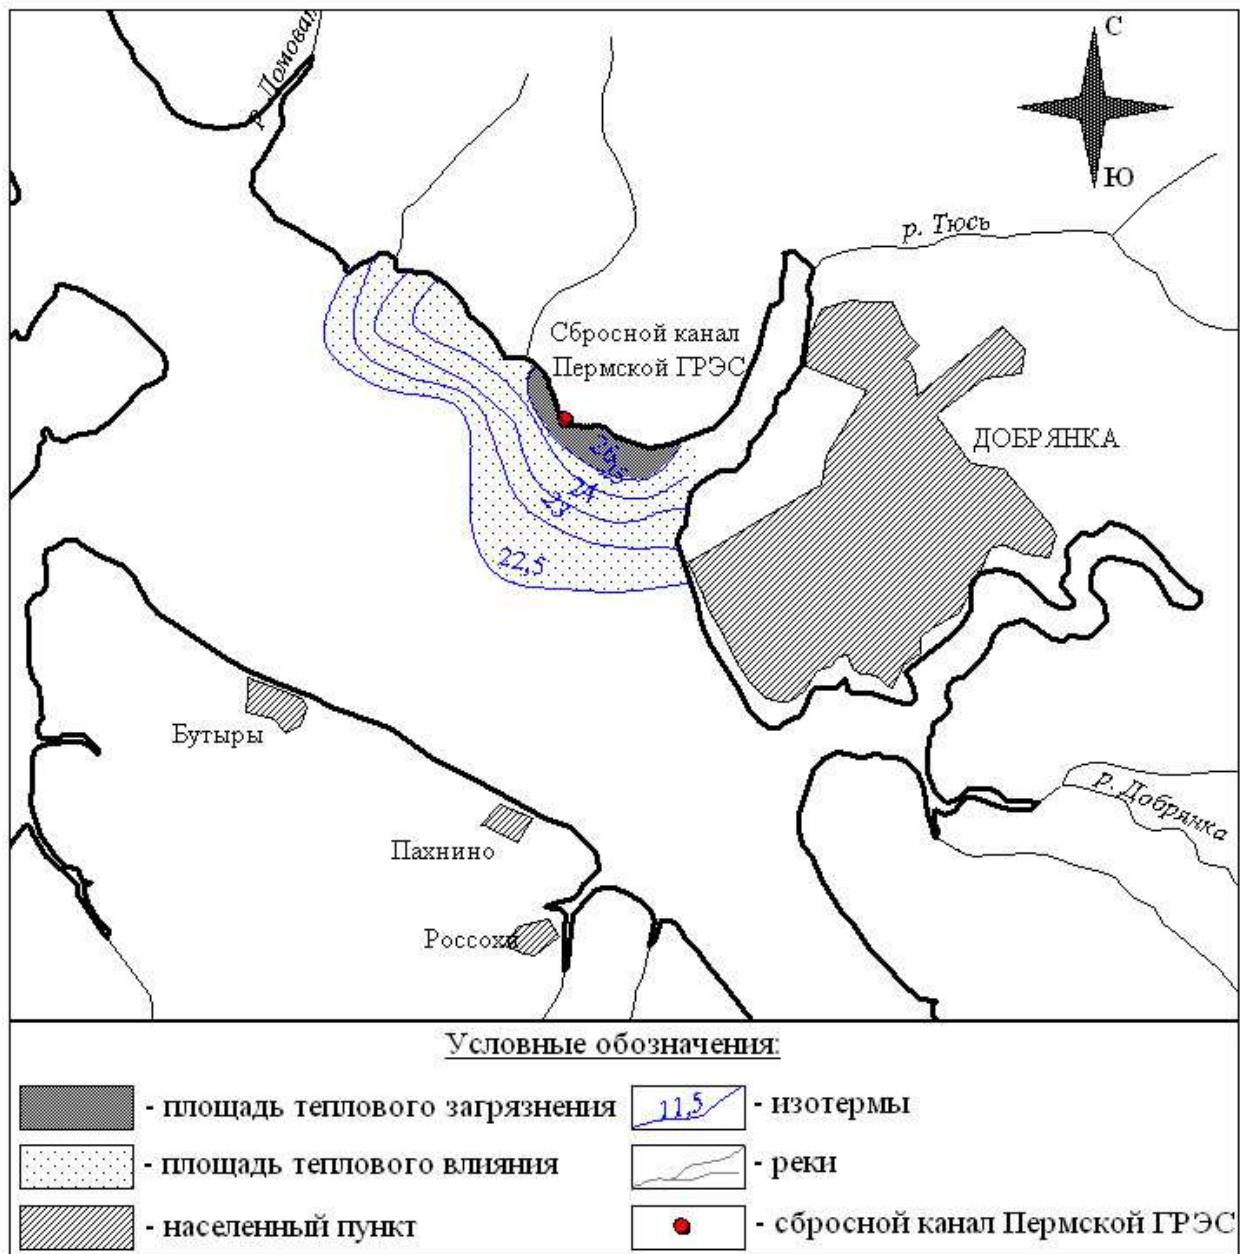 С
р. Ломовая
Ю
р. Тюсь
Сбросной канал
Пермской ГРЭС
ДОБРЯНКА
24
23
22,5
Бутыры
р. Добрянка
Пахнино
Россохи
Условные обозначения:
- площадь теплового загрязнения
11,5
- изотермы
- площадь теплового влияния
- реки
- населенный пункт
- сбросной канал Пермской ГРЭС